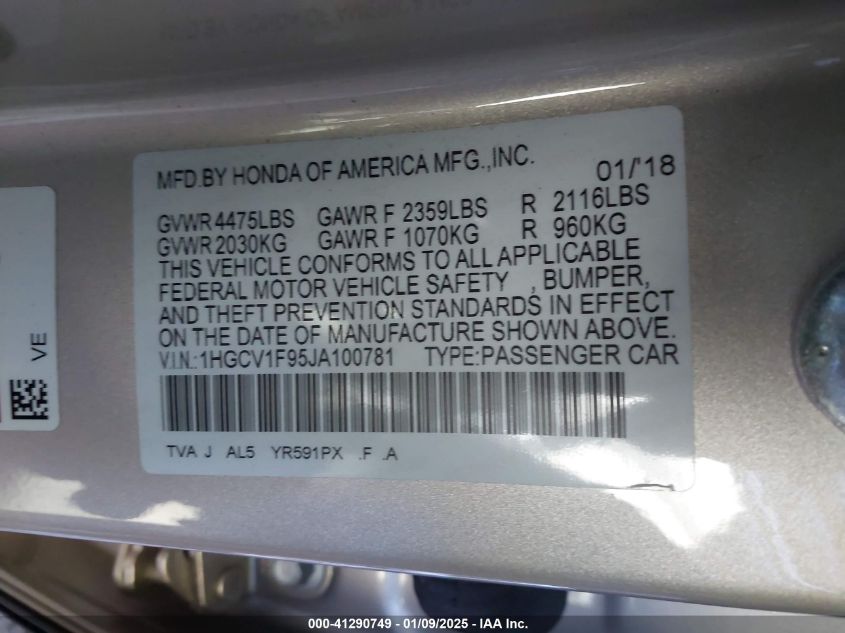 MFD.BY HONDA OF AMERICA MFG.,INC. 01/'18
GVWR 4475LBS GAWR F 2359LBS R 2116LBS
GVWR 2030KG GAWR F 1070KG R 960KG
THIS VEHICLE CONFORMS TO ALL APPLICABLE
FEDERAL MOTOR VEHICLE SAFETY , BUMPER,
AND THEFT PREVENTION STANDARDS IN EFFECT
ON THE DATE OF MANUFACTURE SHOWN ABOVE.
V.I.N.:1HGCV1F95JA100781 TYPE:PASSENGER CAR
TVA J AL5 YR591PX .F .A
VE
000-41290749 — 01/09/2025 — IAA Inc.